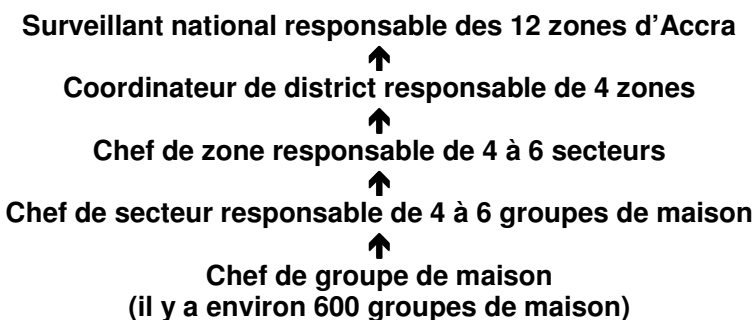 Surveillant national responsable des 12 zones d'Accra
Coordinateur de district responsable de 4 zones
Chef de zone responsable de 4 à 6 secteurs
Chef de secteur responsable de 4 à 6 groupes de maison
Chef de groupe de maison
(il y a environ 600 groupes de maison)